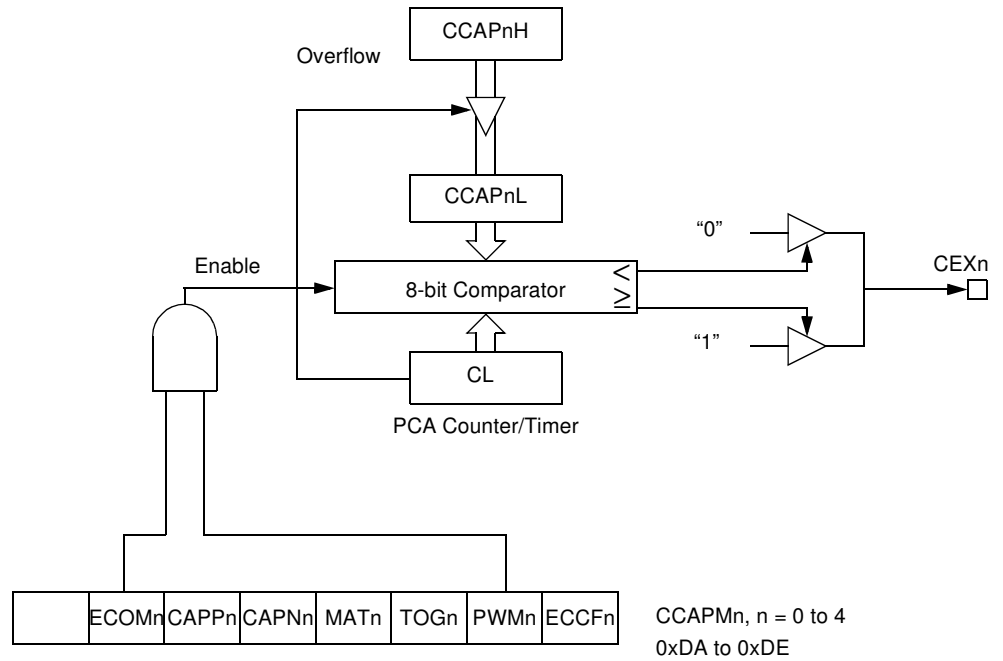 CCAPnH
Overflow
CCAPnL
“0”
Enable
<
CEXn
8-bit Comparator
≥
“1”
CL
PCA Counter/Timer
ECOMn CAPPn CAPNn MATn TOGn PWMn ECCFn
CCAPMn, n = 0 to 4
0xDA to 0xDE